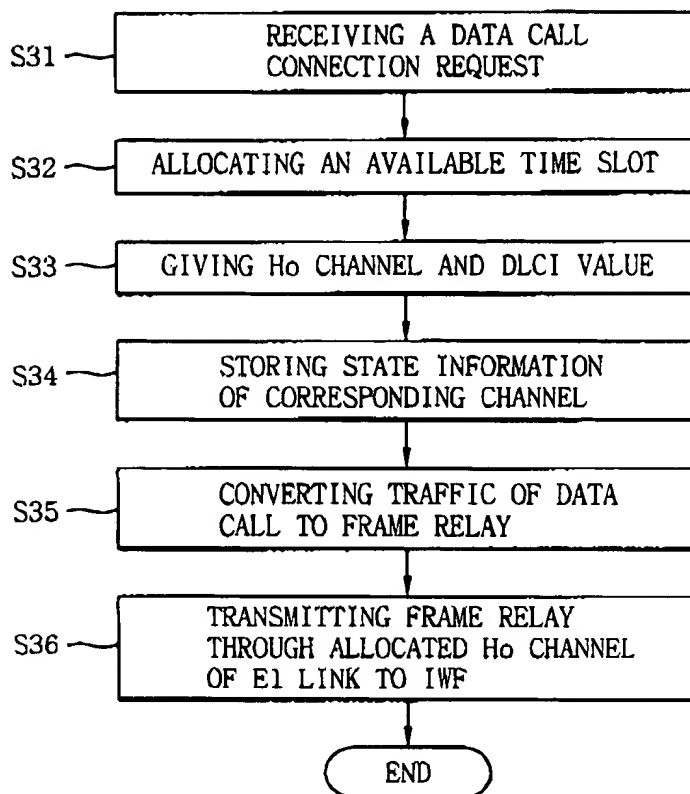 S31
RECEIVING A DATA CALL
CONNECTION REQUEST
S32
ALLOCATING AN AVAILABLE TIME SLOT
S33
GIVING Ho CHANNEL AND DLCI VALUE
S34
STORING STATE INFORMATION
OF CORRESPONDING CHANNEL
S35
CONVERTING TRAFFIC OF DATA
CALL TO FRAME RELAY
S36
TRANSMITTING FRAME RELAY
THROUGH ALLOCATED Ho CHANNEL
OF E1 LINK TO IWF
END